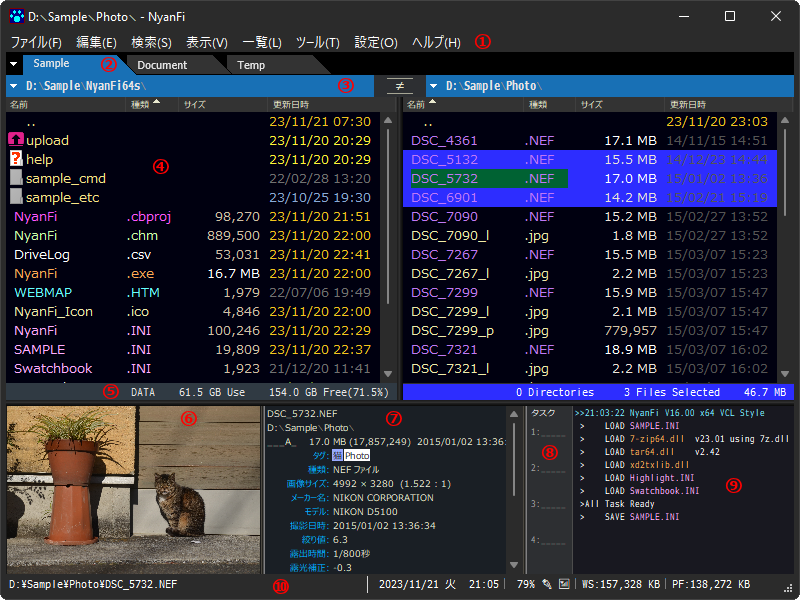 D:\Sample\Photo\ - NyanFi
ファイル(F) 編集(E) 検索(S) 表示(V) 一覧(L) ツール(T) 設定(O) ヘルプ(H) ①
Sample ② Document Temp
D:\Sample\NyanFi64s\ ③ ≠ D:\Sample\Photo\
名前 種類 サイズ 更新日時 名前 種類 サイズ 更新日時
.. 23/11/21 07:30 .. 23/11/20 23:03
upload 23/11/20 20:29 DSC_4361 .NEF 17.1 MB 14/11/15 14:51
help ④ 23/11/20 20:29 DSC_5132 .NEF 15.5 MB 14/12/23 14:44
sample_cmd 22/02/28 13:20 DSC_5732 .NEF 17.0 MB 15/01/02 13:36
sample_etc 23/10/25 19:30 DSC_6901 .NEF 14.2 MB 15/02/21 15:19
NyanFi .cbproj 98,270 23/11/20 21:51 DSC_7090 .NEF 15.2 MB 15/02/27 13:52
NyanFi .chm 889,500 23/11/20 22:00 DSC_7090_l .jpg 1.8 MB 15/02/27 13:52
DriveLog .csv 53,031 23/11/20 22:41 DSC_7267 .NEF 15.5 MB 15/03/07 15:23
NyanFi .exe 16.7 MB 23/11/20 22:00 DSC_7267_l .jpg 2.2 MB 15/03/07 15:23
WEBMAP .HTM 1,979 22/07/06 19:49 DSC_7299 .NEF 15.9 MB 15/03/07 15:47
NyanFi_Icon .ico 4,846 23/11/20 22:00 DSC_7299_l .jpg 2.1 MB 15/03/07 15:47
NyanFi .INI 100,246 23/11/20 22:29 DSC_7299_p .jpg 779,957 15/03/07 15:47
SAMPLE .INI 19,809 23/11/20 22:37 DSC_7321 .NEF 18.9 MB 15/03/07 16:02
Swatchbook .INI 1,923 21/12/20 11:41 DSC_7321_l .jpg 2.2 MB 15/03/07 16:02
⑤ DATA 61.5 GB Use 154.0 GB Free(71.5%) 0 Directories 3 Files Selected 46.7 MB
⑥
DSC_5732.NEF ⑦
D:\Sample\Photo\
___A_ 17.0 MB (17,857,249) 2015/01/02 13:36:
タグ: 猫 Photo
種類: NEF ファイル
画像サイズ: 4992 × 3280 (1.522 : 1)
メーカー名: NIKON CORPORATION
モデル: NIKON D5100
撮影日時: 2015/01/02 13:36:34
絞り値: 6.3
露出時間: 1/800秒
露光補正: -0.3
タスク
1:_____
⑧
2:_____
3:_____
4:_____
>>21:03:22 NyanFi V16.00 x64 VCL Style
> LOAD SAMPLE.INI
> LOAD 7-zip64.dll v23.01 using 7z.dll
> LOAD tar64.dll v2.42
> LOAD xd2txlib.dll
> LOAD Highlight.INI
> LOAD Swatchbook.INI ⑨
>All Task Ready
> SAVE SAMPLE.INI
D:¥Sample¥Photo¥DSC_5732.NEF ⑩ 2023/11/21 火 21:05 79% WS:157,328 KB PF:138,272 KB